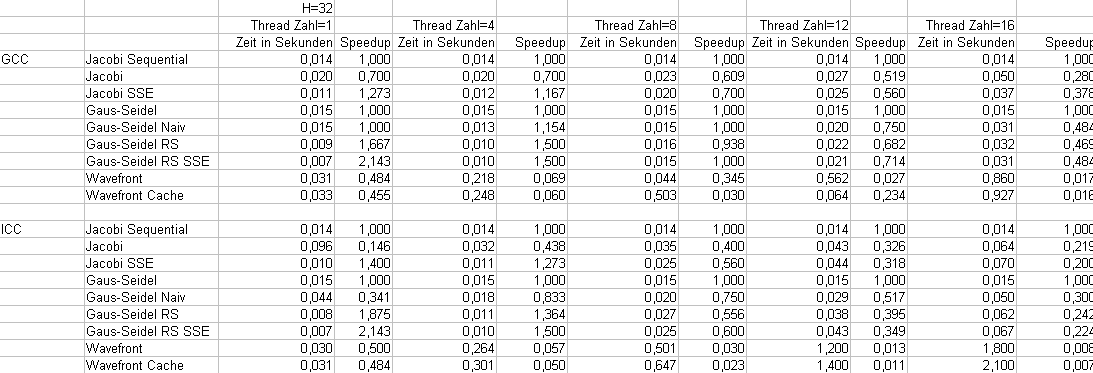 H=32
Thread Zahl=1 Thread Zahl=4 Thread Zahl=8 Thread Zahl=12 Thread Zahl=16
Zeit in Sekunden Speedup Zeit in Sekunden Speedup Zeit in Sekunden Speedup Zeit in Sekunden Speedup Zeit in Sekunden Speedup
GCC Jacobi Sequential 0,014 1,000 0,014 1,000 0,014 1,000 0,014 1,000 0,014 1,000
Jacobi 0,020 0,700 0,020 0,700 0,023 0,609 0,027 0,519 0,050 0,280
Jacobi SSE 0,011 1,273 0,012 1,167 0,020 0,700 0,025 0,560 0,037 0,378
Gaus-Seidel 0,015 1,000 0,015 1,000 0,015 1,000 0,015 1,000 0,015 1,000
Gaus-Seidel Naiv 0,015 1,000 0,013 1,154 0,015 1,000 0,020 0,750 0,031 0,484
Gaus-Seidel RS 0,009 1,667 0,010 1,500 0,016 0,938 0,022 0,682 0,032 0,469
Gaus-Seidel RS SSE 0,007 2,143 0,010 1,500 0,015 1,000 0,021 0,714 0,031 0,484
Wavefront 0,031 0,484 0,218 0,069 0,044 0,345 0,562 0,027 0,860 0,017
Wavefront Cache 0,033 0,455 0,248 0,060 0,503 0,030 0,064 0,234 0,927 0,016
ICC Jacobi Sequential 0,014 1,000 0,014 1,000 0,014 1,000 0,014 1,000 0,014 1,000
Jacobi 0,096 0,146 0,032 0,438 0,035 0,400 0,043 0,326 0,064 0,219
Jacobi SSE 0,010 1,400 0,011 1,273 0,025 0,560 0,044 0,318 0,070 0,200
Gaus-Seidel 0,015 1,000 0,015 1,000 0,015 1,000 0,015 1,000 0,015 1,000
Gaus-Seidel Naiv 0,044 0,341 0,018 0,833 0,020 0,750 0,029 0,517 0,050 0,300
Gaus-Seidel RS 0,008 1,875 0,011 1,364 0,027 0,556 0,038 0,395 0,062 0,242
Gaus-Seidel RS SSE 0,007 2,143 0,010 1,500 0,025 0,600 0,043 0,349 0,067 0,224
Wavefront 0,030 0,500 0,264 0,057 0,501 0,030 1,200 0,013 1,800 0,008
Wavefront Cache 0,031 0,484 0,301 0,050 0,647 0,023 1,400 0,011 2,100 0,007